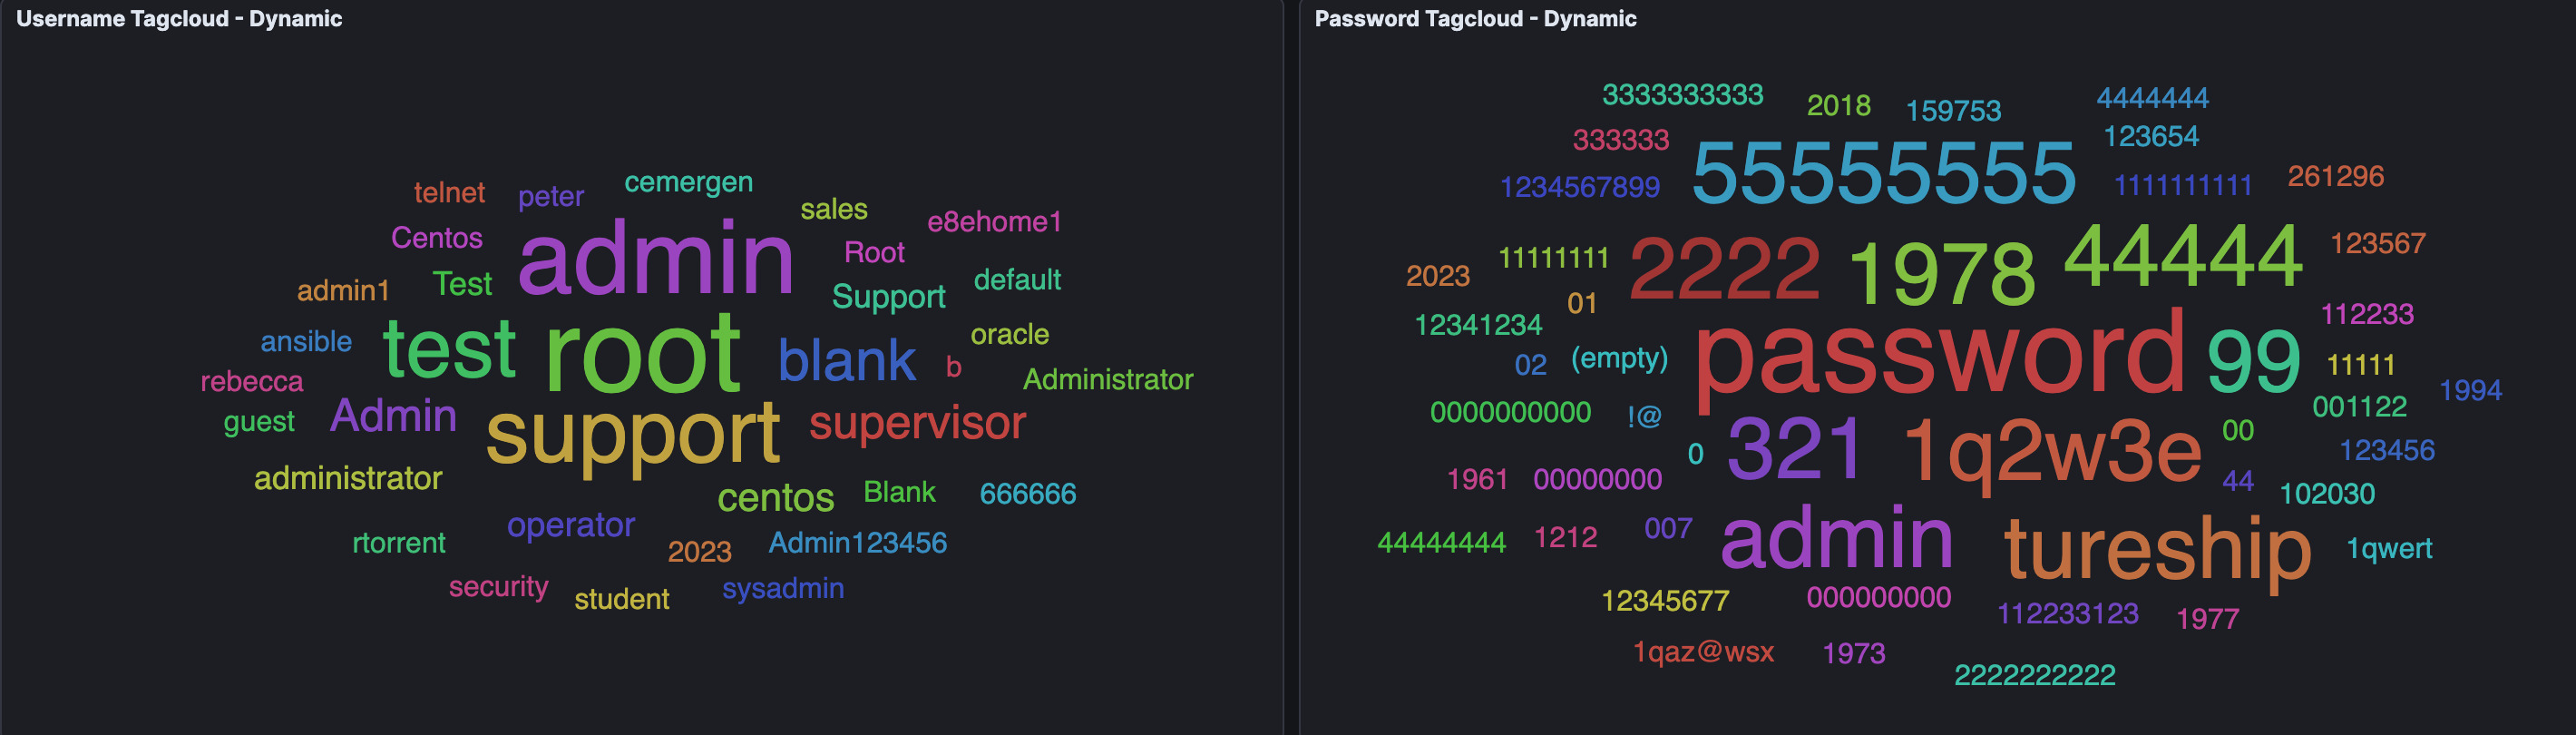 Username Tagcloud - Dynamic
telnet peter cemergen
sales e8ehome1
Centos admin Root
admin1 Test Support default
ansible test root blank b oracle
rebecca Administrator
guest Admin support supervisor
administrator centos Blank 666666
rtorrent operator 2023 Admin123456
security student sysadmin
Password Tagcloud - Dynamic
3333333333 2018 159753 4444444
333333 55555555 123654
1234567899 1111111111 261296
2023 11111111 2222 1978 44444 123567
01
12341234 112233
02 (empty) password 99 11111
1994
0000000000 !@ 001122
0 321 1q2w3e 00 123456
1961 00000000 44 102030
44444444 1212 007 admin tureship 1qwert
12345677 000000000 112233123 1977
1qaz@wsx 1973
2222222222